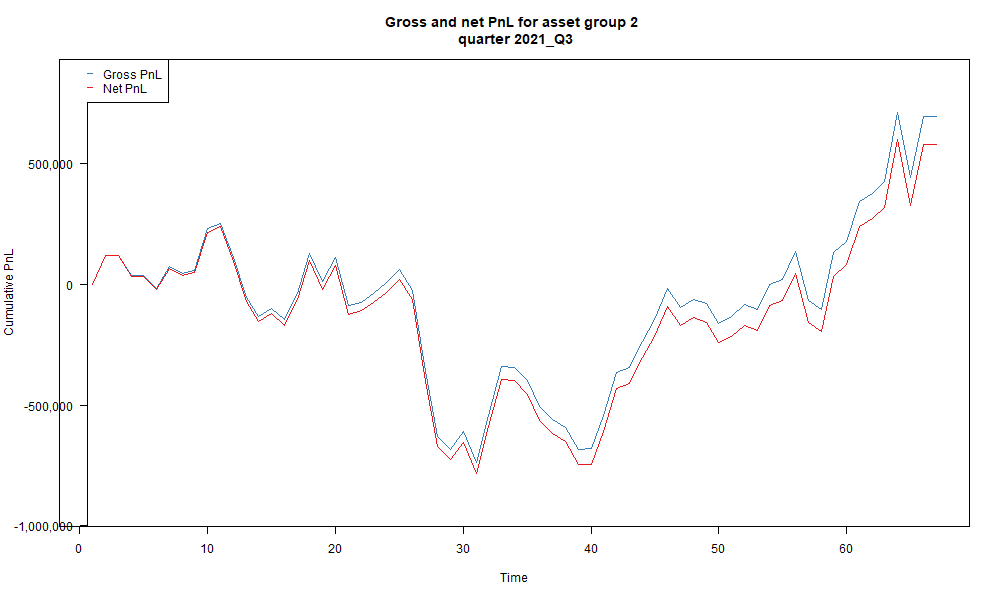 Gross and net PnL for asset group 2
quarter 2021_Q3
Gross PnL
Net PnL
Cumulative PnL
500,000
0
-500,000
-1,000,000
0 10 20 30 40 50 60
Time